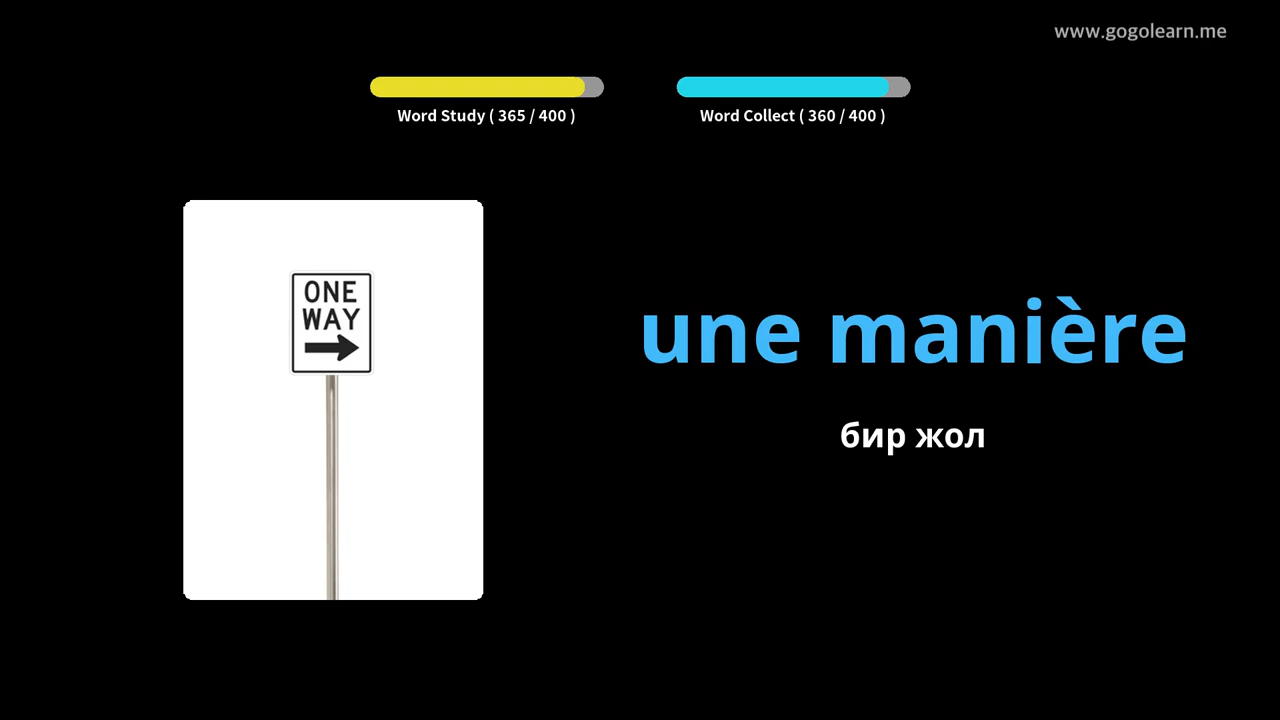 www.gogolearn.me
Word Study ( 365 / 400 )
Word Collect ( 360 / 400 )
ONE
WAY
une manière
бир жол